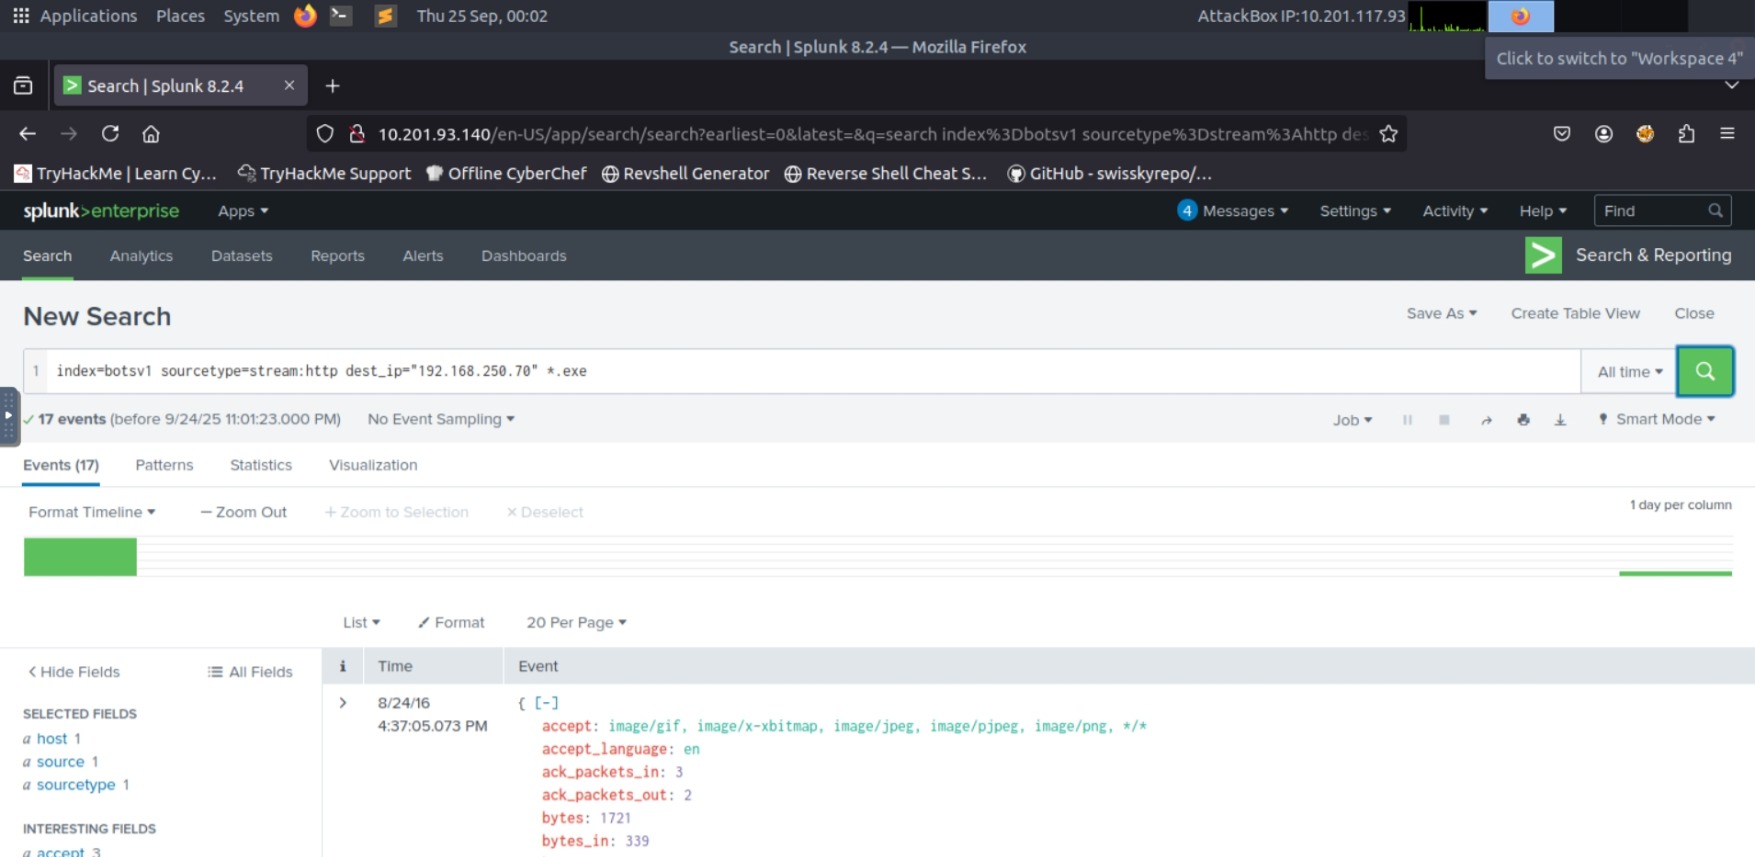 Applications Places System Thu 25 Sep, 00:02 AttackBox IP:10.201.117.93
Search | Splunk 8.2.4 — Mozilla Firefox
Click to switch to "Workspace 4"
Search | Splunk 8.2.4 × +
10.201.93.140/en-US/app/search/search?earliest=0&latest=&q=search index%3Dbotsv1 sourcetype%3Dstream%3Ahttp des
TryHackMe | Learn Cy... TryHackMe Support Offline CyberChef Revshell Generator Reverse Shell Cheat S... GitHub - swisskyrepo/...
splunk>enterprise Apps ▾ 4 Messages ▾ Settings ▾ Activity ▾ Help ▾ Find
Search Analytics Datasets Reports Alerts Dashboards Search & Reporting
New Search Save As ▾ Create Table View Close
1 index=botsv1 sourcetype=stream:http dest_ip="192.168.250.70" *.exe All time ▾
✓ 17 events (before 9/24/25 11:01:23.000 PM) No Event Sampling ▾ Job ▾ Smart Mode ▾
Events (17) Patterns Statistics Visualization
Format Timeline ▾ — Zoom Out + Zoom to Selection × Deselect 1 day per column
List ▾ Format 20 Per Page ▾
< Hide Fields All Fields i Time Event
SELECTED FIELDS
a host 1
a source 1
a sourcetype 1
INTERESTING FIELDS
a accept 3
> 8/24/16 { [-]
4:37:05.073 PM accept: image/gif, image/x-xbitmap, image/jpeg, image/pjpeg, image/png, */*
accept_language: en
ack_packets_in: 3
ack_packets_out: 2
bytes: 1721
bytes_in: 339